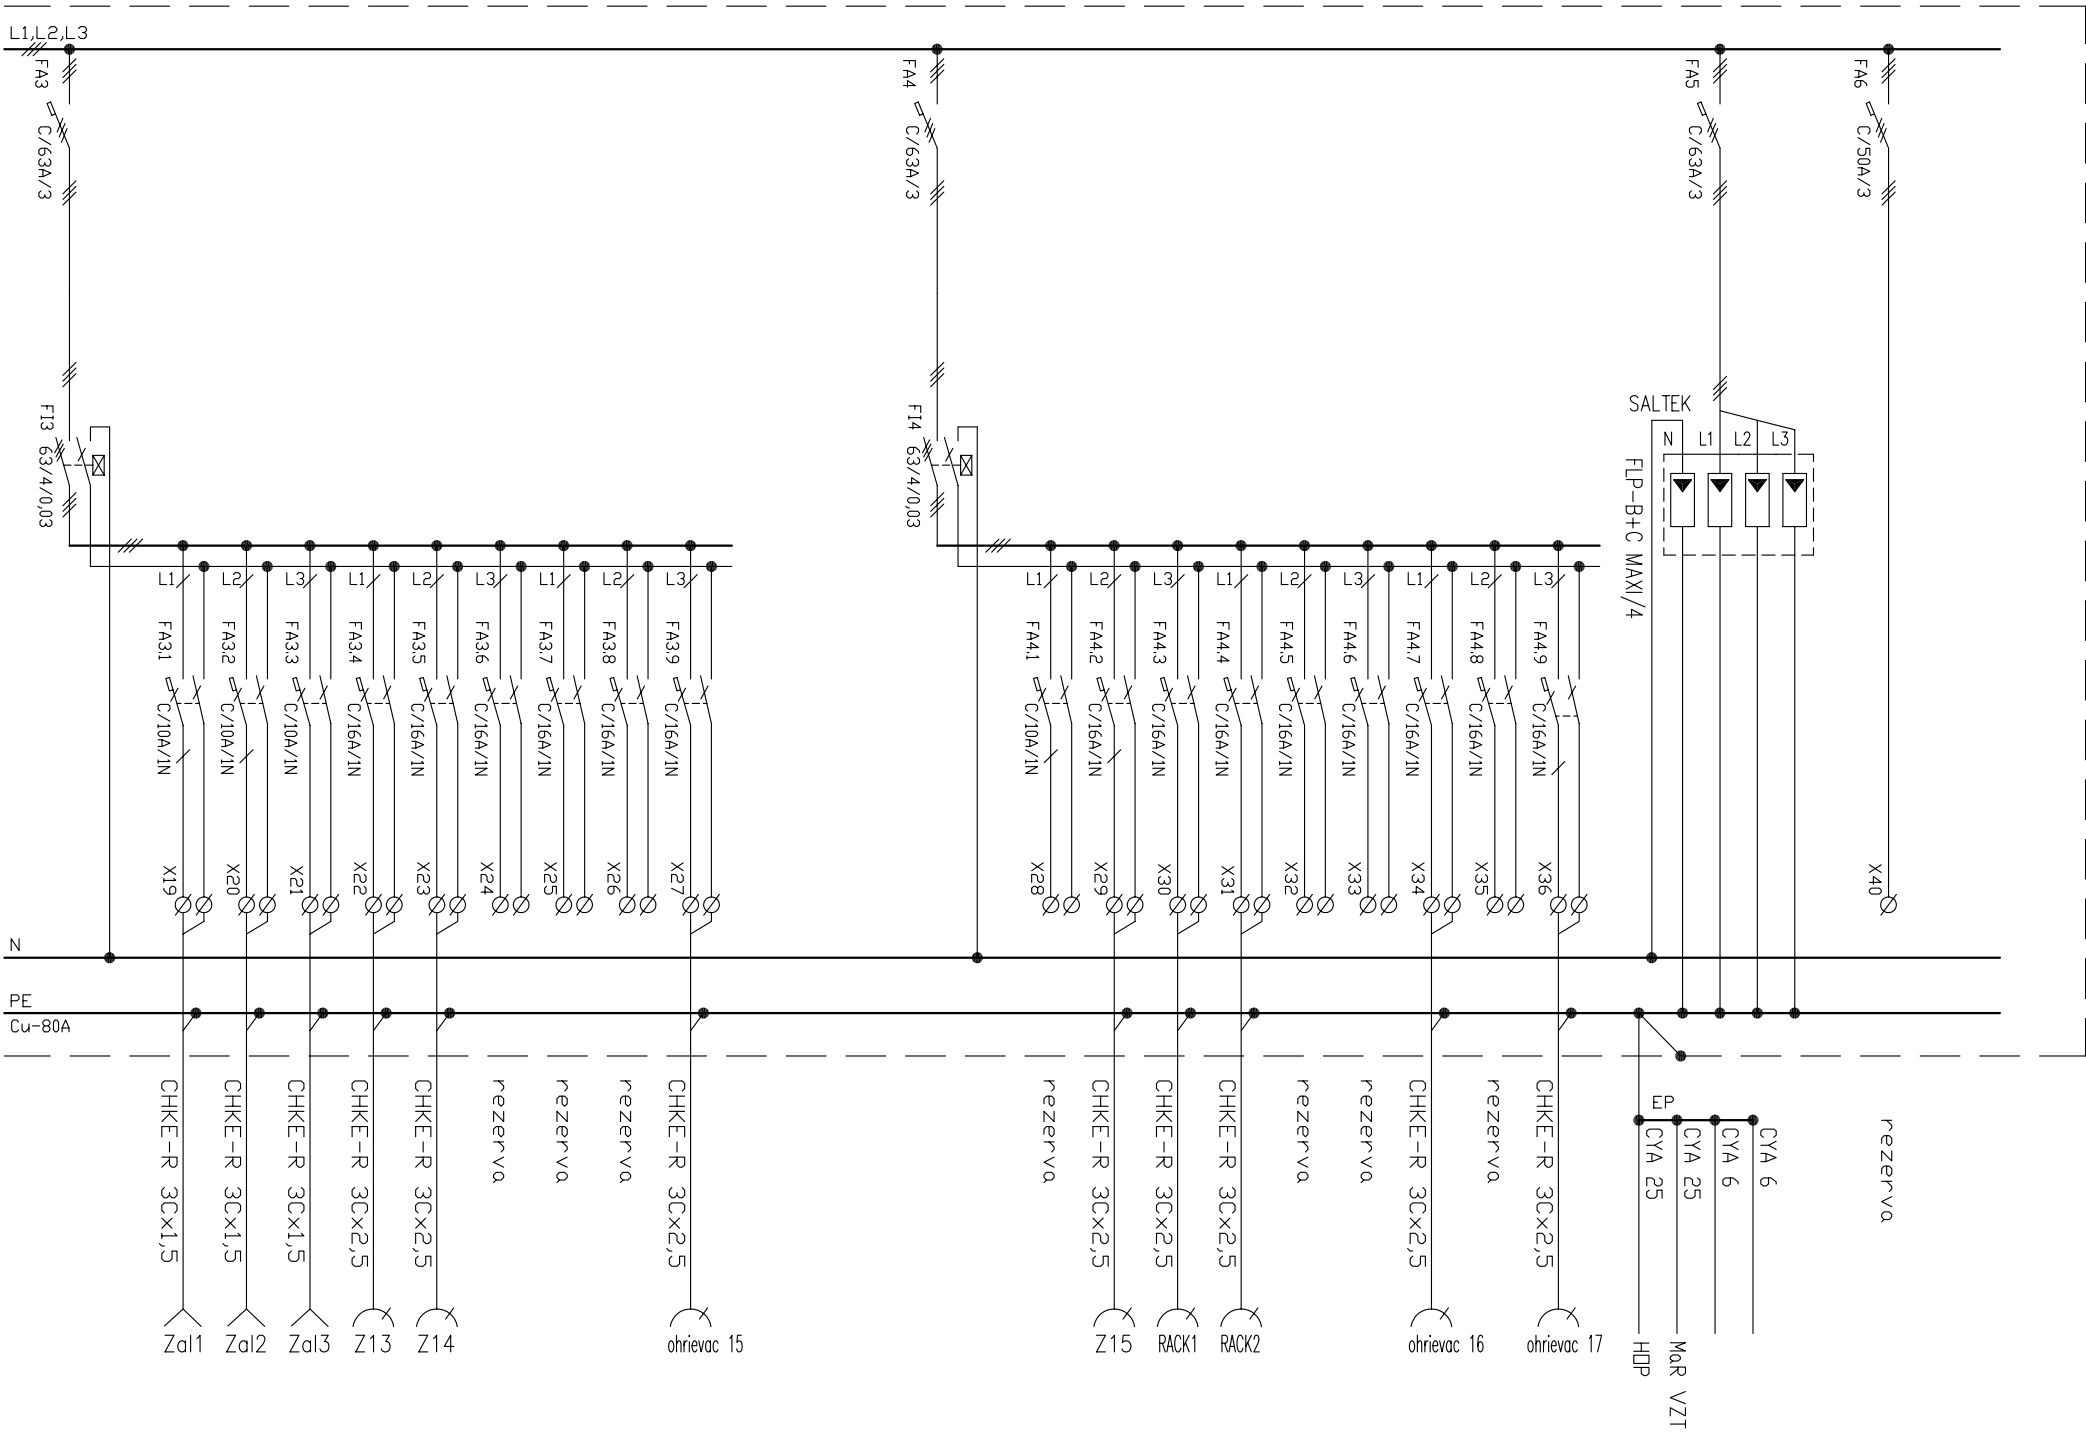 L1,L2,L3
FA3
C/63A/3
FA4
C/63A/3
FA5
C/63A/3
FA6
C/50A/3
FI3 63/4/0,03
FI4 63/4/0,03
SALTEK
N L1 L2 L3
FLP-B+C MAXI/4
L1 L2 L3 L1 L2 L3 L1 L2 L3
L1 L2 L3 L1 L2 L3 L1 L2 L3
FA3.1 FA3.2 FA3.3 FA3.4 FA3.5 FA3.6 FA3.7 FA3.8 FA3.9
FA4.1 FA4.2 FA4.3 FA4.4 FA4.5 FA4.6 FA4.7 FA4.8 FA4.9
C/10A/1N C/10A/1N C/10A/1N C/16A/1N C/16A/1N C/16A/1N C/16A/1N C/16A/1N C/16A/1N
C/10A/1N C/16A/1N C/16A/1N C/16A/1N C/16A/1N C/16A/1N C/16A/1N C/16A/1N C/16A/1N
X19 X20 X21 X22 X23 X24 X25 X26 X27
X28 X29 X30 X31 X32 X33 X34 X35 X36
X40
N
PE
Cu-80A
CHKE-R 3Cx1,5
CHKE-R 3Cx1,5
CHKE-R 3Cx1,5
CHKE-R 3Cx2,5
CHKE-R 3Cx2,5
rezerva
rezerva
rezerva
CHKE-R 3Cx2,5
rezerva
CHKE-R 3Cx2,5
CHKE-R 3Cx2,5
CHKE-R 3Cx2,5
rezerva
rezerva
CHKE-R 3Cx2,5
rezerva
CHKE-R 3Cx2,5
EP
CYA 25
CYA 25
CYA 6
CYA 6
rezerva
Zal1 Zal2 Zal3 Z13 Z14 ohrievac 15
Z15 RACK1 RACK2 ohrievac 16 ohrievac 17
HOP
MaR VZT